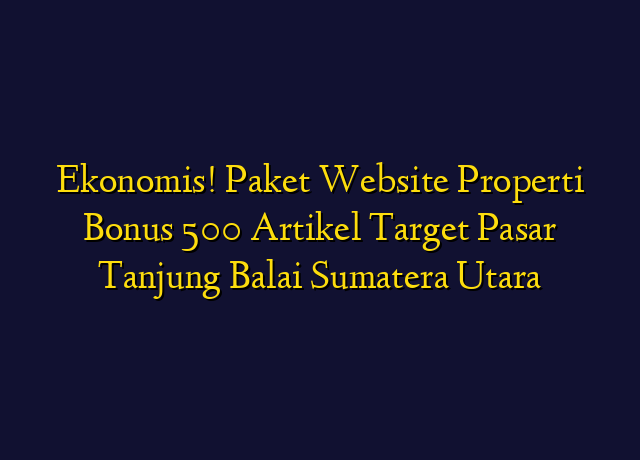 Ekonomis! Paket Website Properti
Bonus 500 Artikel Target Pasar
Tanjung Balai Sumatera Utara